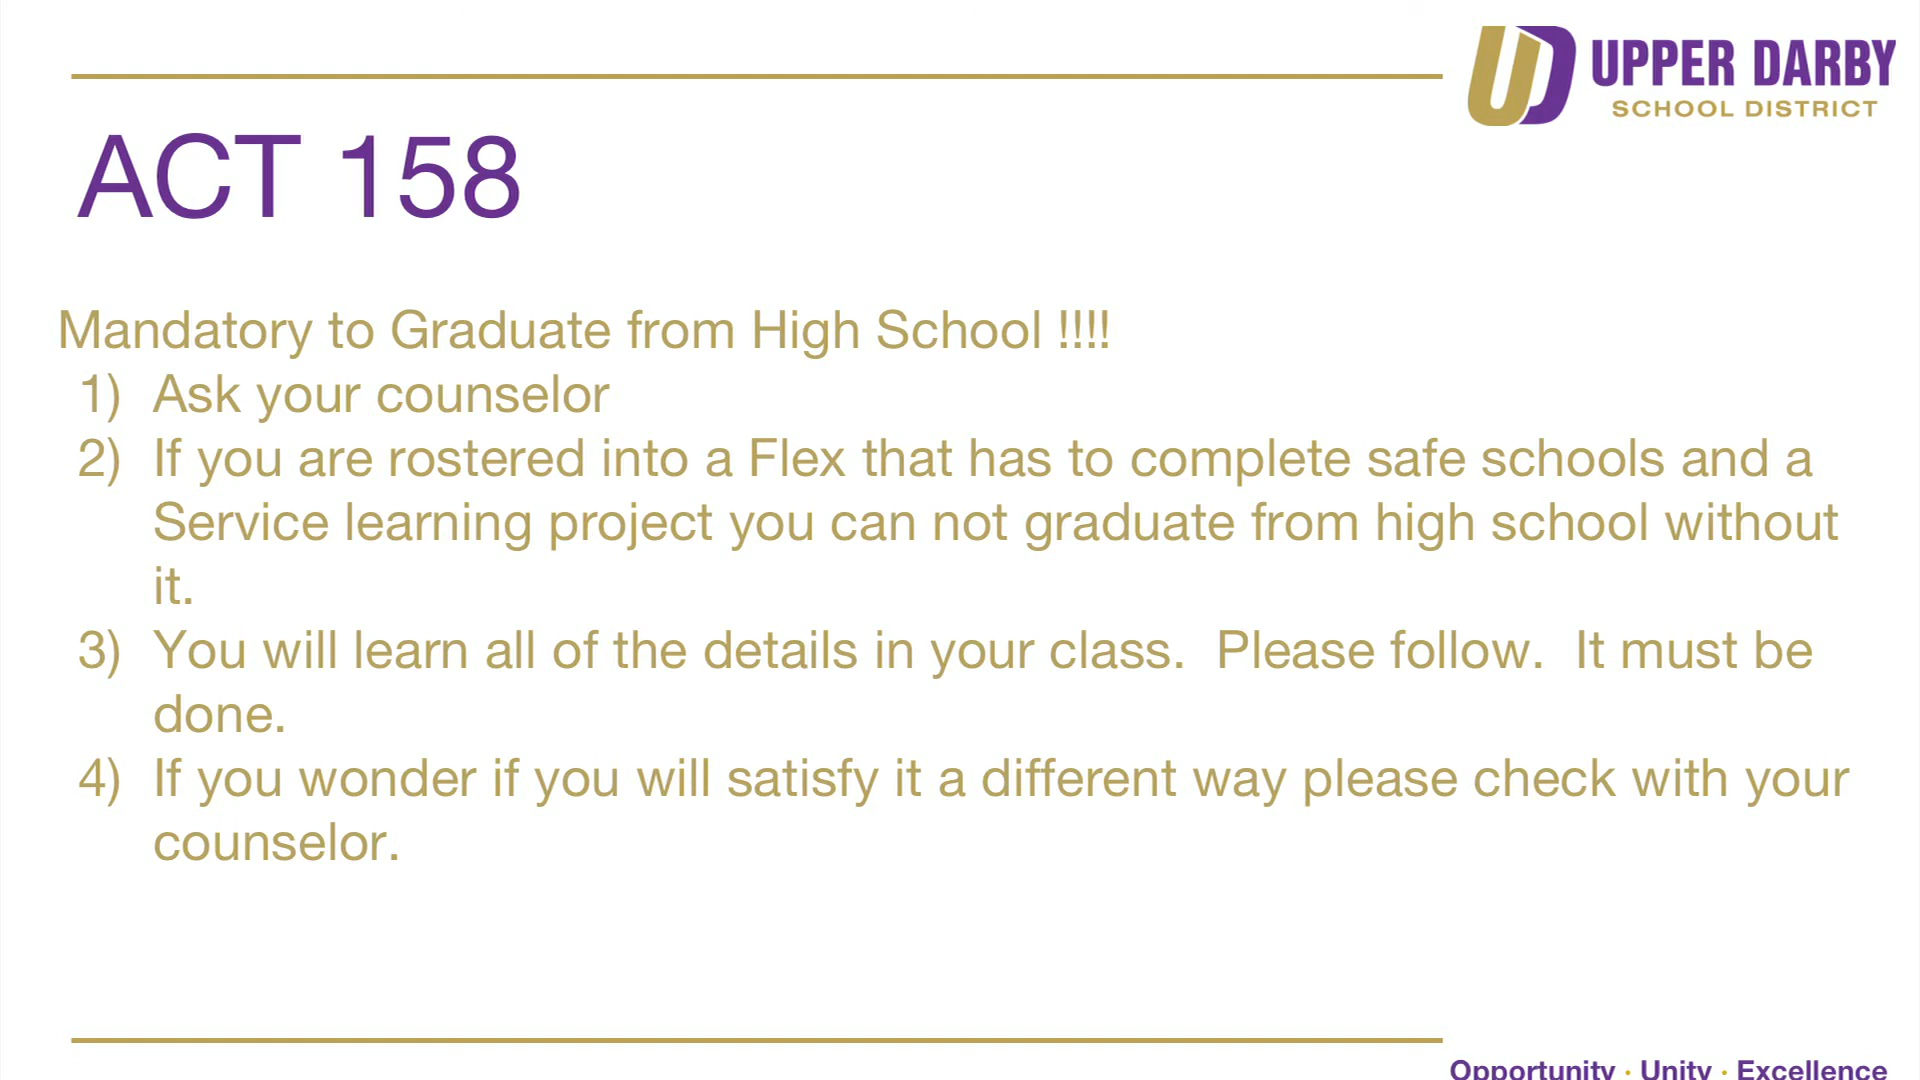 UPPER DARBY
SCHOOL DISTRICT
ACT 158
Mandatory to Graduate from High School !!!!
1) Ask your counselor
2) If you are rostered into a Flex that has to complete safe schools and a
Service learning project you can not graduate from high school without
it.
3) You will learn all of the details in your class.  Please follow.  It must be
done.
4) If you wonder if you will satisfy it a different way please check with your
counselor.
Opportunity · Unity · Excellence